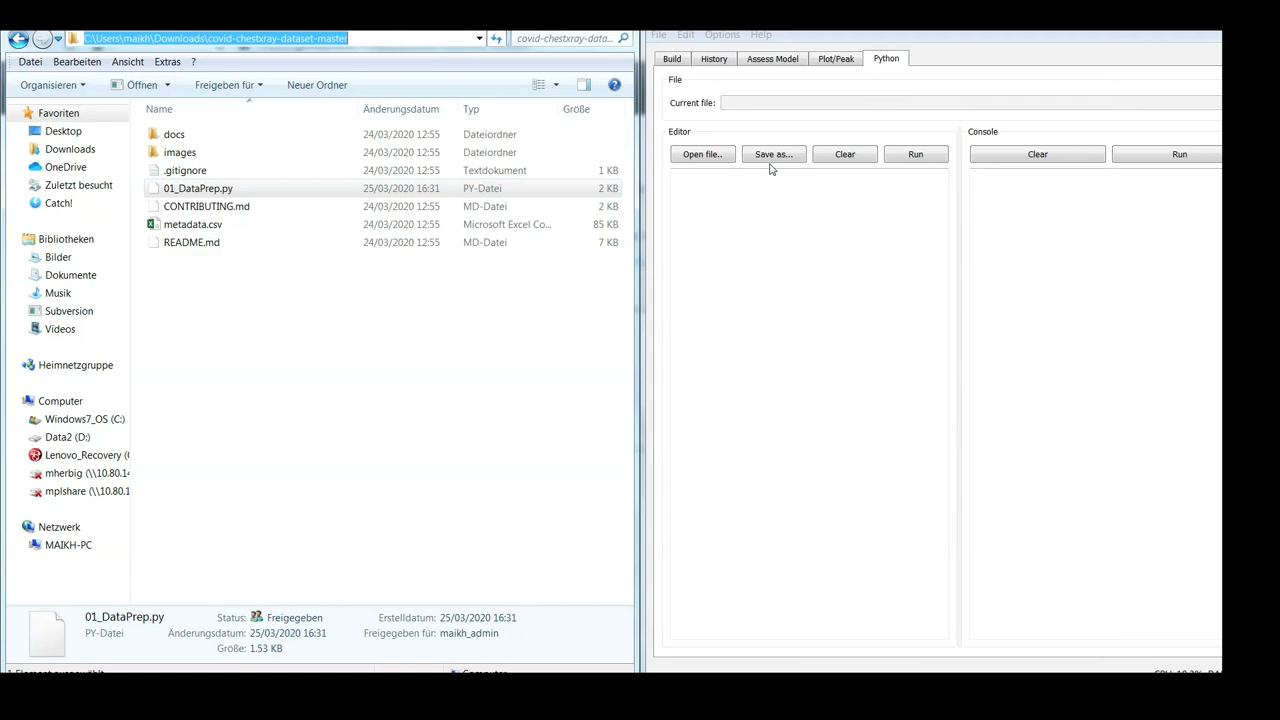 C:\Users\maikh\Downloads\covid-chestxray-dataset-master
covid-chestxray-data...
Datei Bearbeiten Ansicht Extras ?
Organisieren Öffnen Freigeben für Neuer Ordner
Name Änderungsdatum Typ Größe
docs 24/03/2020 12:55 Dateiordner
images 24/03/2020 12:55 Dateiordner
.gitignore 24/03/2020 12:55 Textdokument 1 KB
01_DataPrep.py 25/03/2020 16:31 PY-Datei 2 KB
CONTRIBUTING.md 24/03/2020 12:55 MD-Datei 2 KB
metadata.csv 24/03/2020 12:55 Microsoft Excel Co... 85 KB
README.md 24/03/2020 12:55 MD-Datei 7 KB
Favoriten
Desktop
Downloads
OneDrive
Zuletzt besucht
Catch!
Bibliotheken
Bilder
Dokumente
Musik
Subversion
Videos
Heimnetzgruppe
Computer
Windows7_OS (C:)
Data2 (D:)
Lenovo_Recovery
mherbig (\\10.80.14
mplshare (\\10.80.1
Netzwerk
MAIKH-PC
01_DataPrep.py
PY-Datei
Status: Freigegeben
Änderungsdatum: 25/03/2020 16:31
Größe: 1.53 KB
Erstelldatum: 25/03/2020 16:31
Freigegeben für: maikh_admin
File Edit Options Help
Build History Assess Model Plot/Peak Python
File
Current file:
Editor
Open file.. Save as... Clear Run
Console
Clear Run